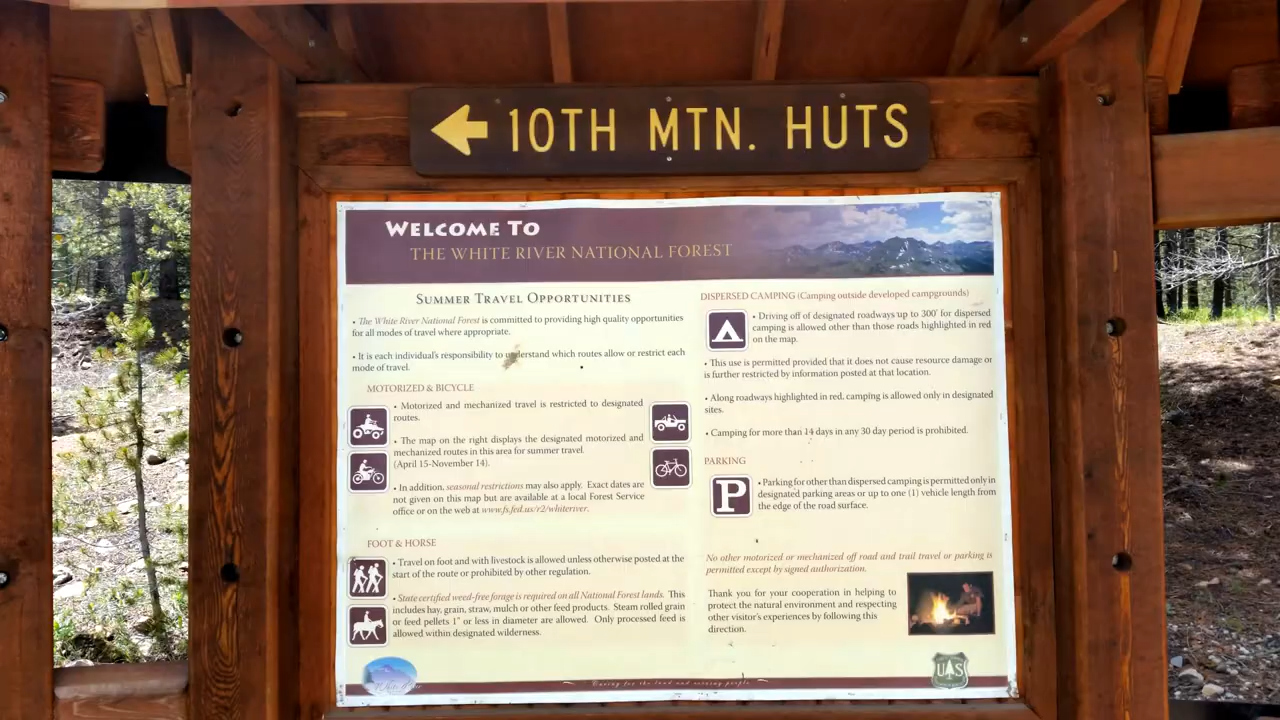 10TH MTN. HUTS
WELCOME TO
THE WHITE RIVER NATIONAL FOREST
SUMMER TRAVEL OPPORTUNITIES
• The White River National Forest is committed to providing high quality opportunities
for all modes of travel where appropriate.
• It is each individual's responsibility to understand which routes allow or restrict each
mode of travel.
MOTORIZED & BICYCLE
• Motorized and mechanized travel is restricted to designated
routes.
• The map on the right displays the designated motorized and
mechanized routes in this area for summer travel.
(April 15-November 14).
• In addition, seasonal restrictions may also apply. Exact dates are
not given on this map but are available at a local Forest Service
office or on the web at www.fs.fed.us/r2/whiteriver.
FOOT & HORSE
• Travel on foot and with livestock is allowed unless otherwise posted at the
start of the route or prohibited by other regulation.
• State certified weed-free forage is required on all National Forest lands. This
includes hay, grain, straw, mulch or other feed products. Steam rolled grain
or feed pellets 1" or less in diameter are allowed. Only processed feed is
allowed within designated wilderness.
DISPERSED CAMPING (Camping outside developed campgrounds)
• Driving off of designated roadways up to 300' for dispersed
camping is allowed other than those roads highlighted in red
on the map.
• This use is permitted provided that it does not cause resource damage or
is further restricted by information posted at that location.
• Along roadways highlighted in red, camping is allowed only in designated
sites.
• Camping for more than 14 days in any 30 day period is prohibited.
PARKING
P
• Parking for other than dispersed camping is permitted only in
designated parking areas or up to one (1) vehicle length from
the edge of the road surface.
No other motorized or mechanized off road and trail travel or parking is
permitted except by signed authorization.
Thank you for your cooperation in helping to
protect the natural environment and respecting
other visitor's experiences by following this
direction.
Caring for the land and serving people
UAS